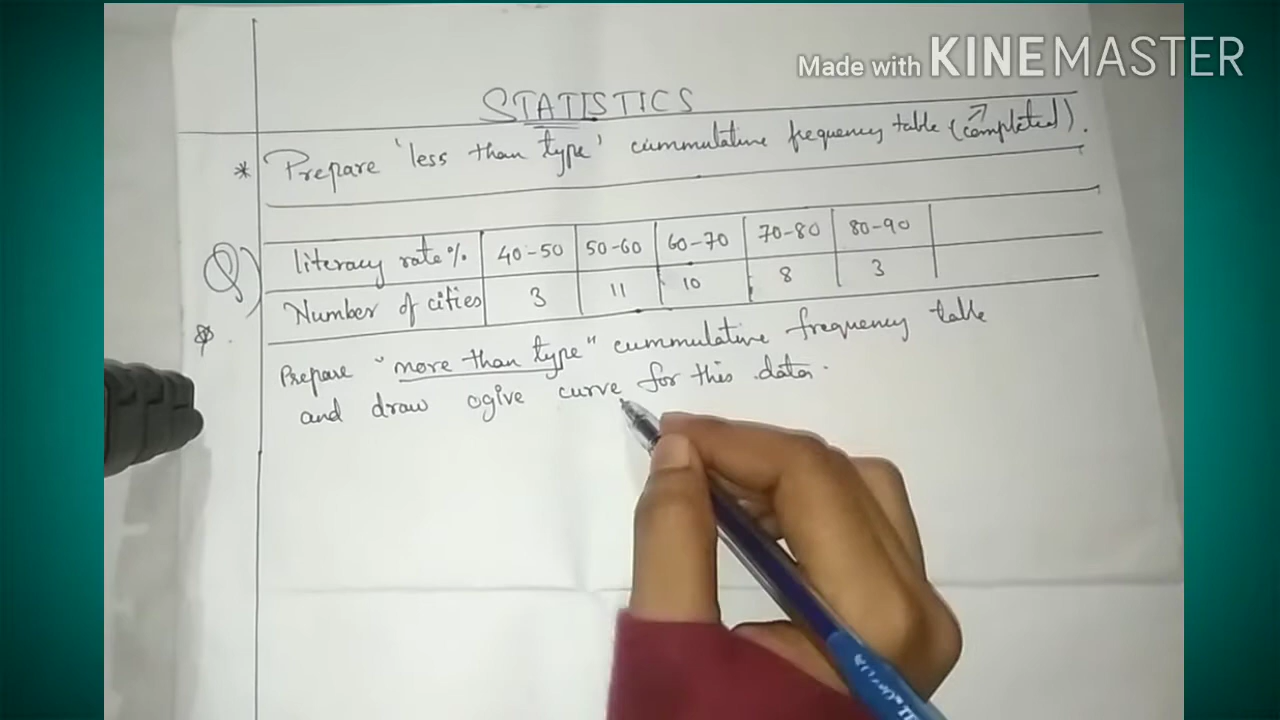 Made with KINEMASTER
STATISTICS
* Prepare 'less than type' cummulative frequency table (completed).
Q) literacy rate% 40-50 50-60 60-70 70-80 80-90
Number of cities 3 11 10 8 3
* Prepare "more than type" cummulative frequency table
and draw ogive curve for this data.